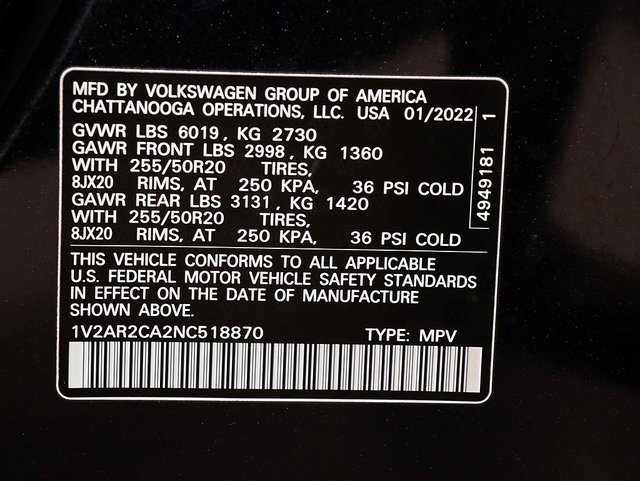 MFD BY VOLKSWAGEN GROUP OF AMERICA
CHATTANOOGA OPERATIONS, LLC. USA 01/2022
GVWR LBS 6019, KG 2730
GAWR FRONT LBS 2998, KG 1360
WITH 255/50R20 TIRES,
8JX20 RIMS, AT 250 KPA, 36 PSI COLD
GAWR REAR LBS 3131, KG 1420
WITH 255/50R20 TIRES,
8JX20 RIMS, AT 250 KPA, 36 PSI COLD
4949181 1
THIS VEHICLE CONFORMS TO ALL APPLICABLE
U.S. FEDERAL MOTOR VEHICLE SAFETY STANDARDS
IN EFFECT ON THE DATE OF MANUFACTURE
SHOWN ABOVE.
1V2AR2CA2NC518870 TYPE: MPV